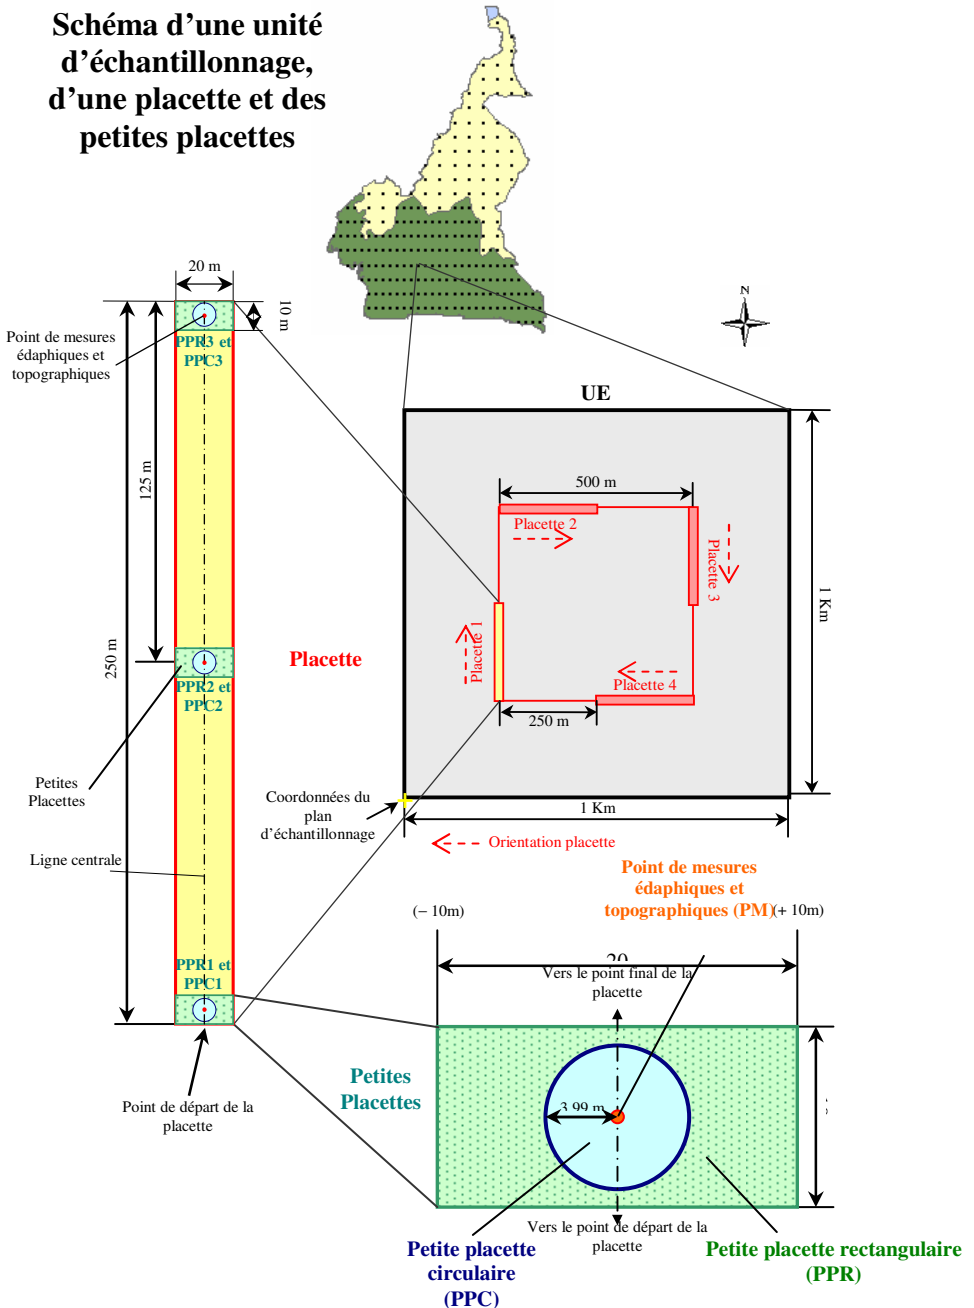 Schéma d'une unité
d'échantillonnage,
d'une placette et des
petites placettes
N
20 m
10 m
Point de mesures
édaphiques et
topographiques
PPR3 et
PPC3
125 m
250 m
PPR2 et
PPC2
Petites
Placettes
Ligne centrale
PPR1 et
PPC1
Point de départ de la
placette
Placette
UE
500 m
Placette 2
Placette 3
Placette 1
Placette 4
250 m
1 Km
Coordonnées du
plan
d'échantillonnage
1 Km
Orientation placette
Point de mesures
édaphiques et
topographiques (PM)
(– 10m)
(+ 10m)
20
Vers le point final de la
placette
Petites
Placettes
3.99 m
Vers le point de départ de la
placette
Petite placette
circulaire
(PPC)
Petite placette rectangulaire
(PPR)